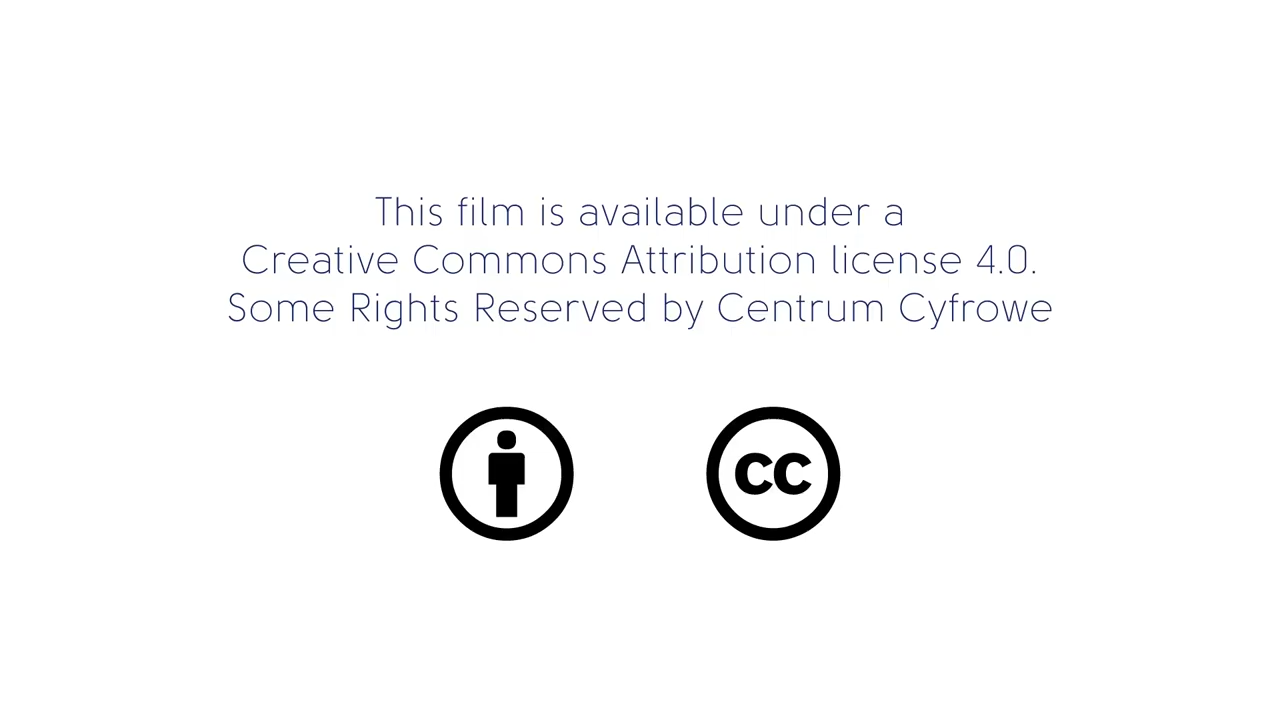 This film is available under a
Creative Commons Attribution license 4.0.
Some Rights Reserved by Centrum Cyfrowe
cc